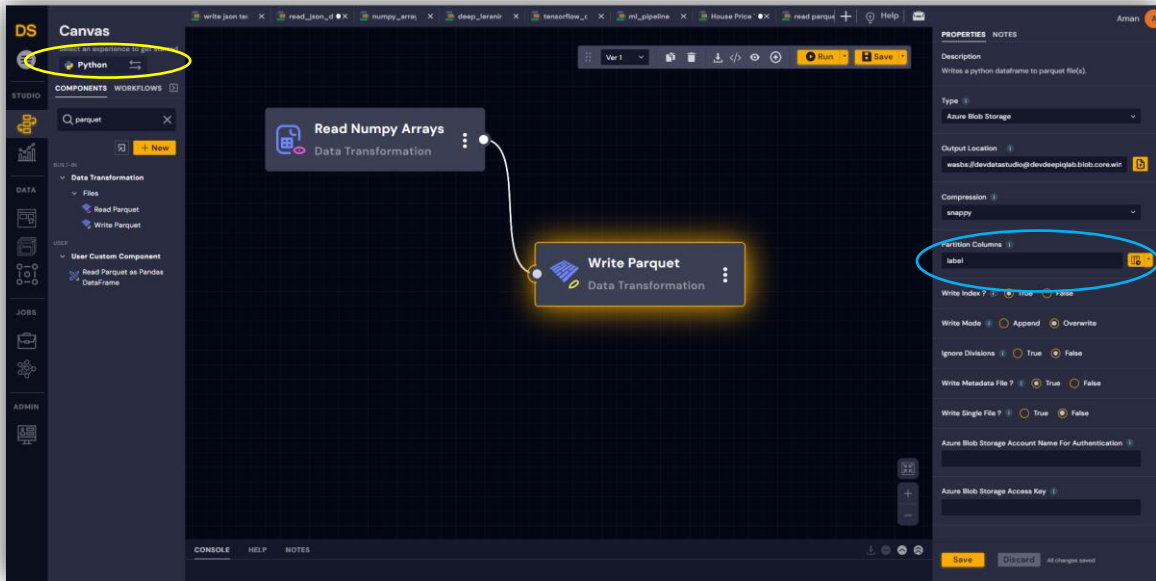 DS
Canvas
Select an experience to get started
Python
STUDIO
COMPONENTS WORKFLOWS
parquet
+ New
BUILT-IN
Data Transformation
Files
Read Parquet
Write Parquet
USER
User Custom Component
Read Parquet as Pandas
DataFrame
DATA
JOBS
ADMIN
write json te
read_json_d
numpy_array
deep_leranir
tensorflow_c
ml_pipeline
House Price
read parque
Help
Ver 1
Run
Save
Read Numpy Arrays
Data Transformation
Write Parquet
Data Transformation
CONSOLE HELP NOTES
Aman
A
PROPERTIES NOTES
Description
Writes a python dataframe to parquet file(s).
Type
Azure Blob Storage
Output Location
wasbs://devdatastudio@devdeepiqlab.blob.core.win
Compression
snappy
Partition Columns
label
Write Index ? True False
Write Mode Append Overwrite
Ignore Divisions True False
Write Metadata File ? True False
Write Single File ? True False
Azure Blob Storage Account Name For Authentication
Azure Blob Storage Access Key
Save Discard All changes saved